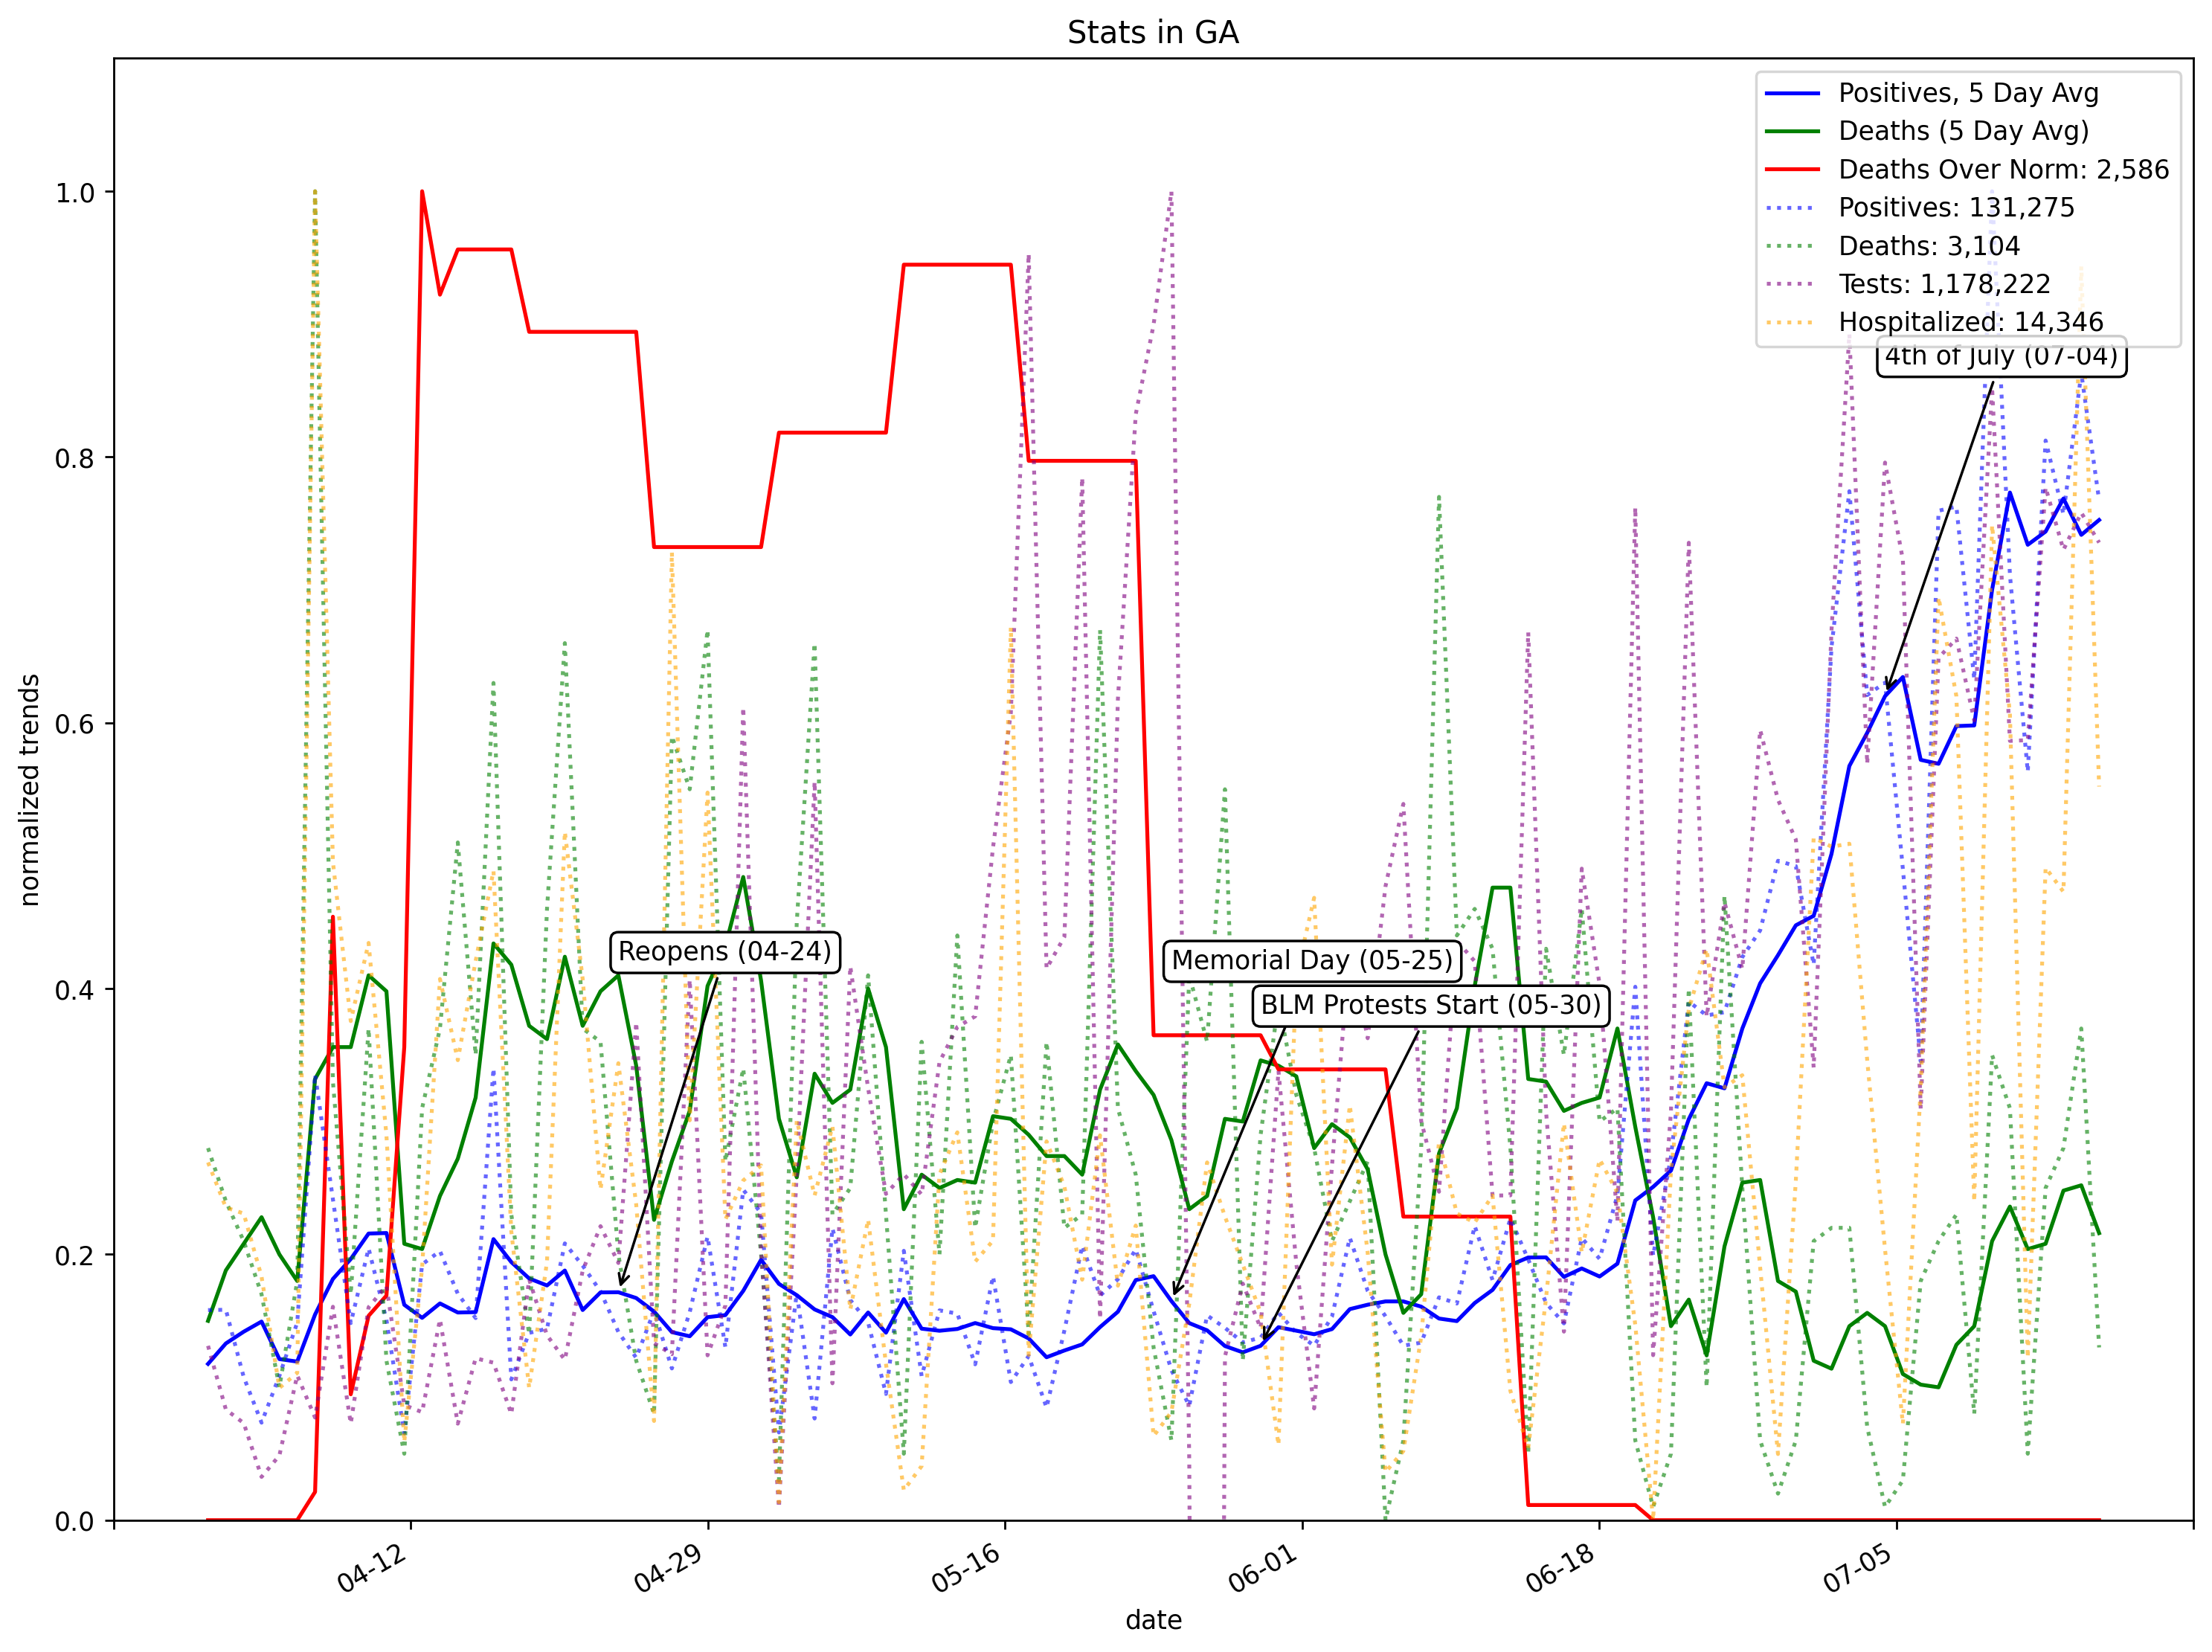 Stats in GA
Positives, 5 Day Avg
Deaths (5 Day Avg)
Deaths Over Norm: 2,586
Positives: 131,275
Deaths: 3,104
Tests: 1,178,222
Hospitalized: 14,346
4th of July (07-04)
Reopens (04-24)
Memorial Day (05-25)
BLM Protests Start (05-30)
normalized trends
1.0
0.8
0.6
0.4
0.2
0.0
04-12
04-29
05-16
06-01
06-18
07-05
date